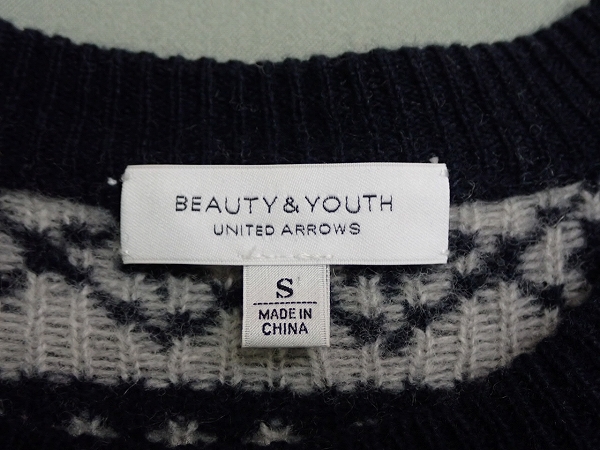 BEAUTY&YOUTH
UNITED ARROWS
S
MADE IN
CHINA